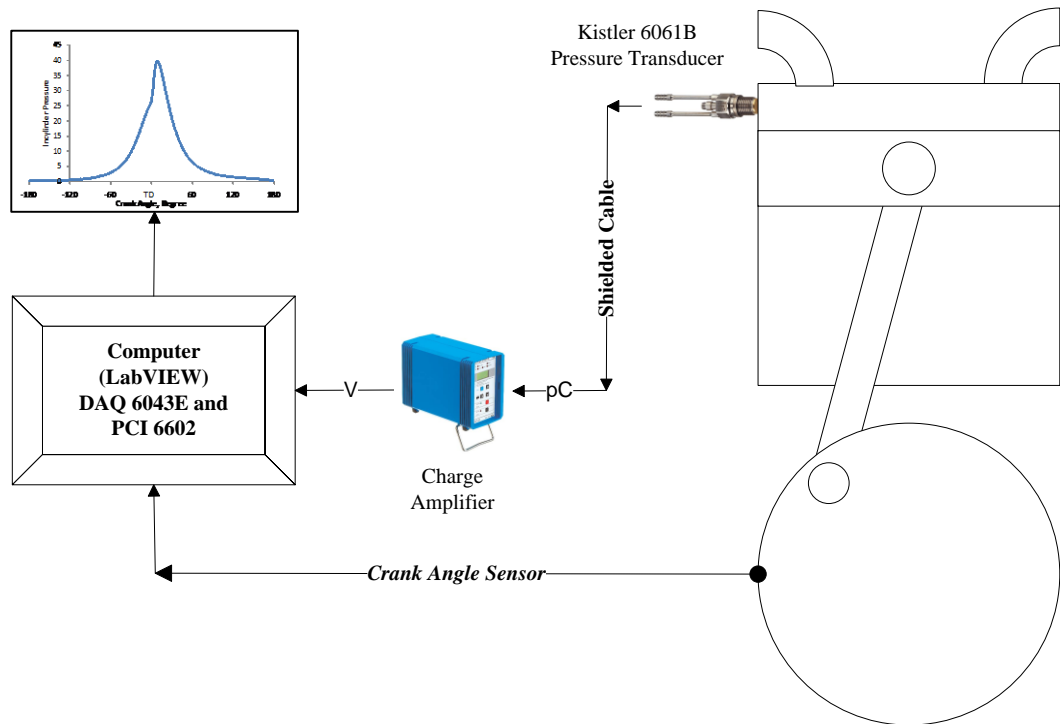 45
40
35
30
25
20
15
10
5
0
Incylinder Pressure
-180 -120 -60 TD 60 120 180
Crank Angle, Degree
Kistler 6061B
Pressure Transducer
Shielded Cable
Computer
(LabVIEW)
DAQ 6043E and
PCI 6602
V
pC
Charge
Amplifier
Crank Angle Sensor